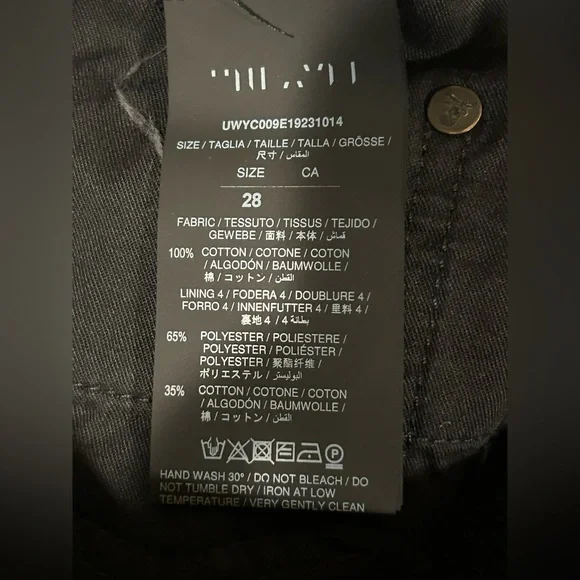 UWYC009E19231014
SIZE / TAGLIA / TAILLE / TALLA / GRÖSSE /
尺寸 / المقاس
SIZE CA
28
FABRIC / TESSUTO / TISSUS / TEJIDO /
GEWEBE / 面料 / 本体 / قماش
100% COTTON / COTONE / COTON
/ ALGODÓN / BAUMWOLLE /
棉 / コットン / القطن
LINING 4 / FODERA 4 / DOUBLURE 4 /
FORRO 4 / INNENFUTTER 4 / 里料 4 /
裏地 4 / بطانة 4
65% POLYESTER / POLIESTERE /
POLYESTER / POLIÉSTER /
POLYESTER / 聚酯纤维 /
ポリエステル / البوليستر
35% COTTON / COTONE / COTON
/ ALGODÓN / BAUMWOLLE /
棉 / コットン / القطن
P
HAND WASH 30° / DO NOT BLEACH / DO
NOT TUMBLE DRY / IRON AT LOW
TEMPERATURE / VERY GENTLY CLEAN